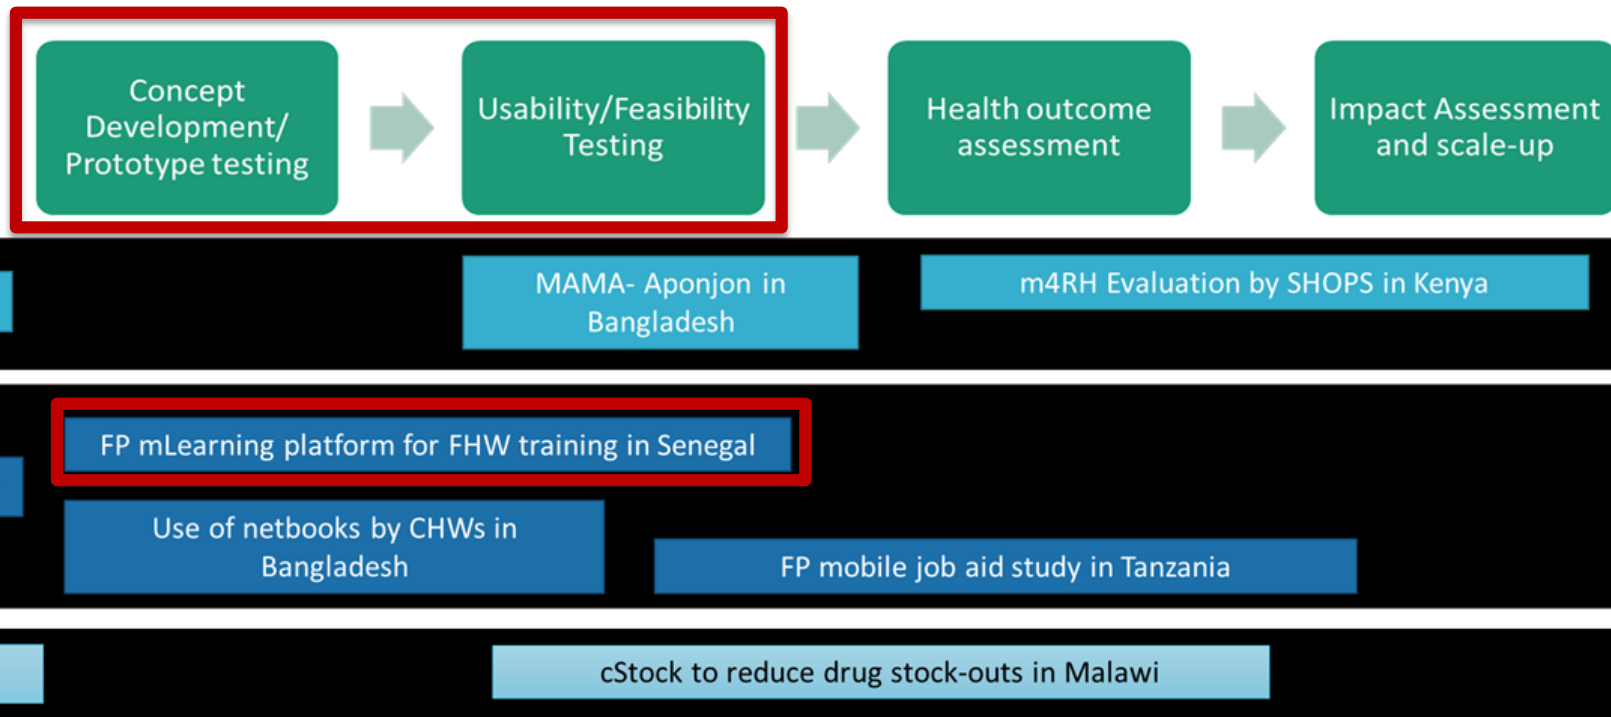 Concept
Development/
Prototype testing
Usability/Feasibility
Testing
Health outcome
assessment
Impact Assessment
and scale-up
MAMA- Aponjon in
Bangladesh
m4RH Evaluation by SHOPS in Kenya
FP mLearning platform for FHW training in Senegal
Use of netbooks by CHWs in
Bangladesh
FP mobile job aid study in Tanzania
cStock to reduce drug stock-outs in Malawi